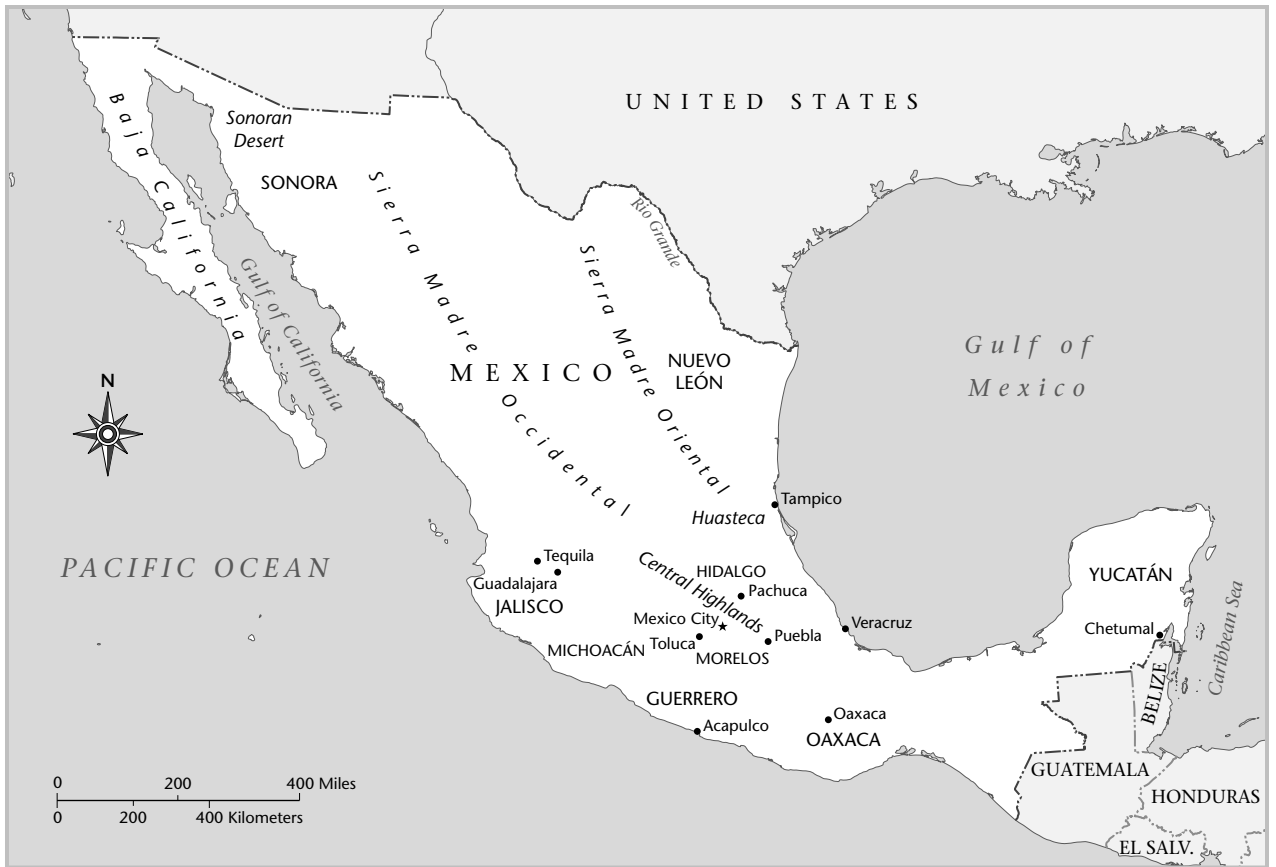 UNITED STATES
Baja California
Sonoran
Desert
SONORA
Sierra Madre Occidental
Rio Grande
Sierra Madre Oriental
Gulf of California
Gulf of
Mexico
NUEVO
LEÓN
MEXICO
N
Tampico
Huasteca
PACIFIC OCEAN
Tequila
Guadalajara
JALISCO
Central Highlands
HIDALGO
Pachuca
Mexico City
Toluca
Puebla
Veracruz
MICHOACÁN
MORELOS
YUCATÁN
Chetumal
Caribbean Sea
BELIZE
GUERRERO
Acapulco
Oaxaca
OAXACA
GUATEMALA
HONDURAS
EL SALV.
0 200 400 Miles
0 200 400 Kilometers